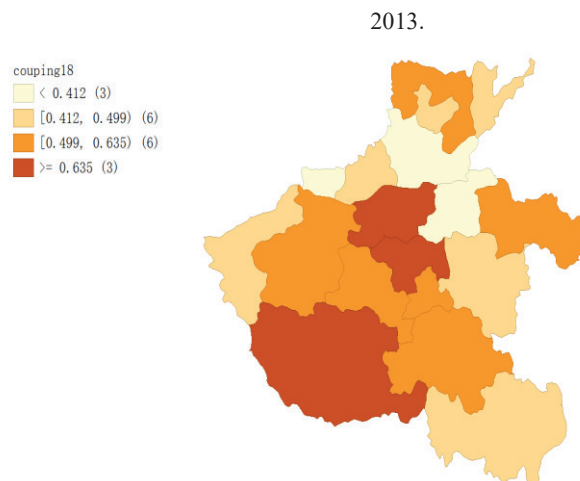 2013.
couping18
< 0.412 (3)
[0.412, 0.499) (6)
[0.499, 0.635) (6)
>= 0.635 (3)